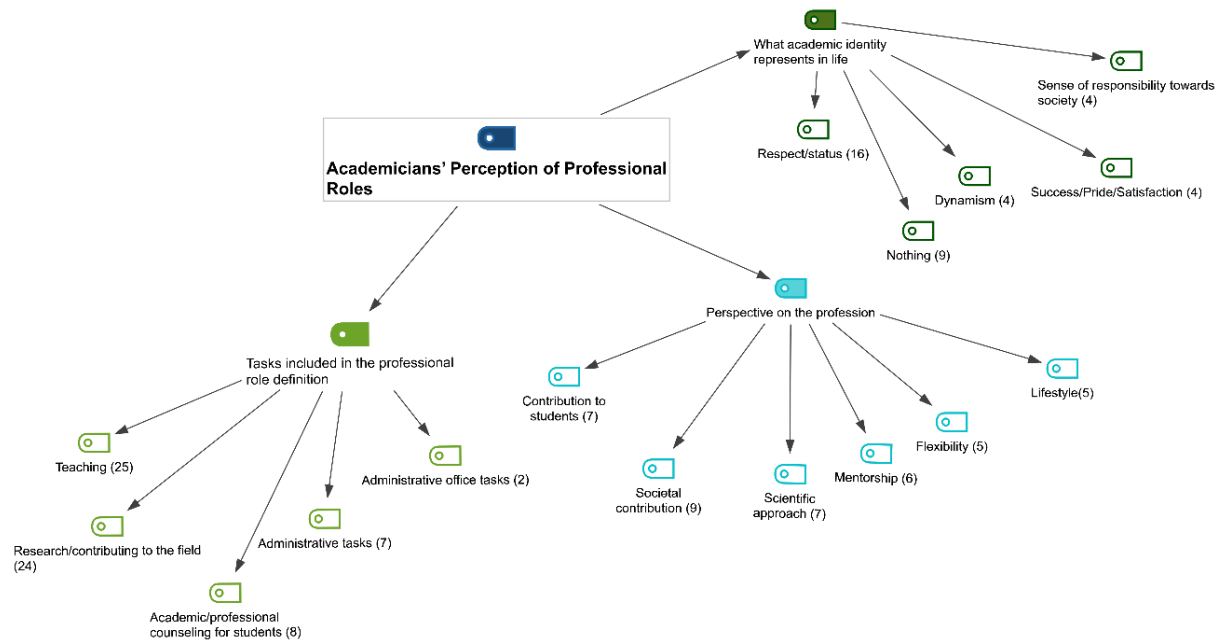 What academic identity
represents in life
Sense of responsibility towards
society (4)
Respect/status (16)
Academicians’ Perception of Professional
Roles
Dynamism (4)
Success/Pride/Satisfaction (4)
Nothing (9)
Perspective on the profession
Tasks included in the professional
role definition
Lifestyle(5)
Contribution to
students (7)
Flexibility (5)
Teaching (25)
Administrative office tasks (2)
Mentorship (6)
Societal
contribution (9)
Scientific
approach (7)
Administrative tasks (7)
Research/contributing to the field
(24)
Academic/professional
counseling for students (8)